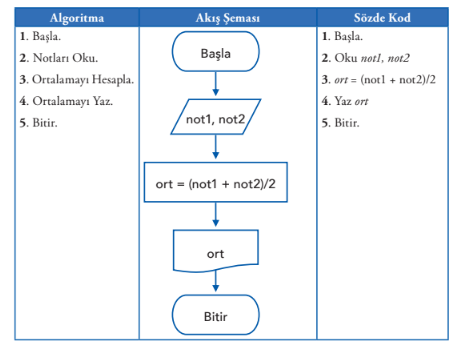 Algoritma
1. Başla.
2. Notları Oku.
3. Ortalamayı Hesapla.
4. Ortalamayı Yaz.
5. Bitir.
Akış Şeması
Başla
not1, not2
ort = (not1 + not2)/2
ort
Bitir
Sözde Kod
1. Başla.
2. Oku not1, not2
3. ort = (not1 + not2)/2
4. Yaz ort
5. Bitir.